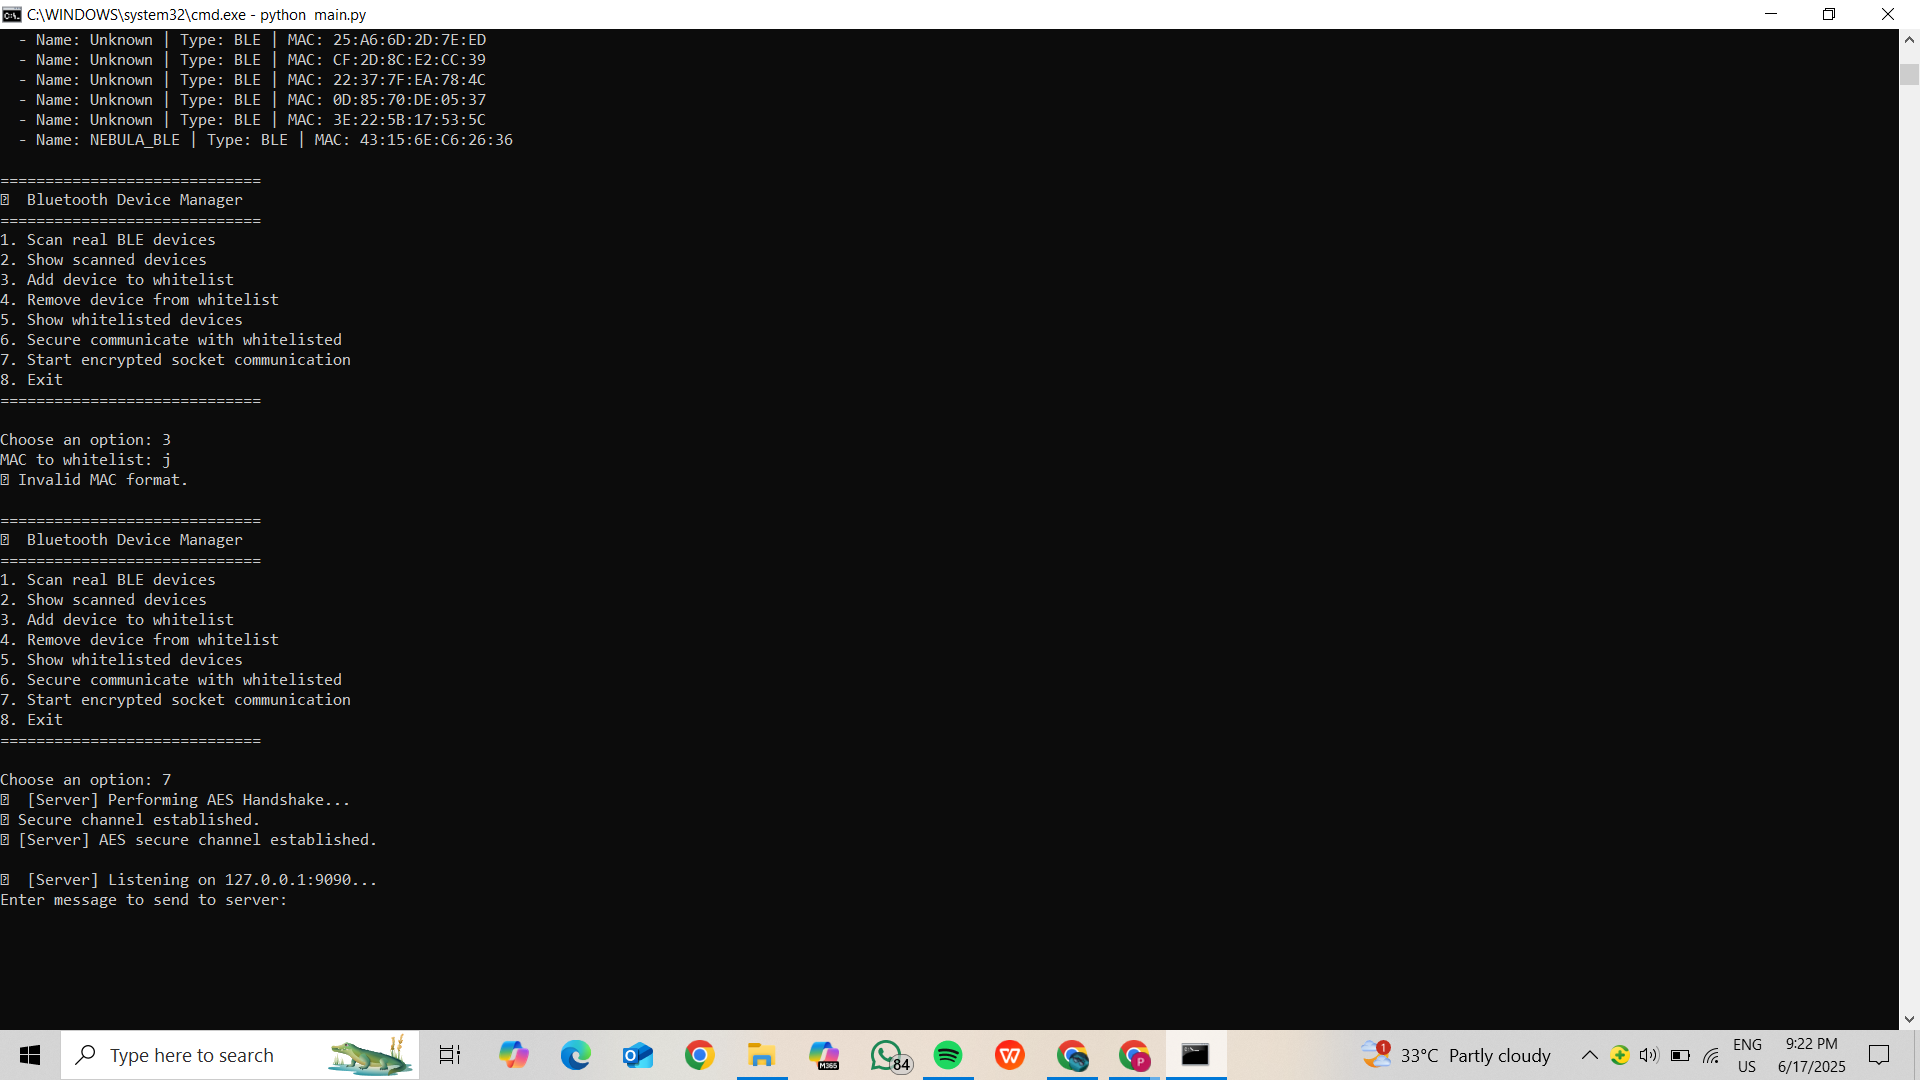 C:\WINDOWS\system32\cmd.exe - python  main.py
- Name: Unknown | Type: BLE | MAC: 25:A6:6D:2D:7E:ED
- Name: Unknown | Type: BLE | MAC: CF:2D:8C:E2:CC:39
- Name: Unknown | Type: BLE | MAC: 22:37:7F:EA:78:4C
- Name: Unknown | Type: BLE | MAC: 0D:85:70:DE:05:37
- Name: Unknown | Type: BLE | MAC: 3E:22:5B:17:53:5C
- Name: NEBULA_BLE | Type: BLE | MAC: 43:15:6E:C6:26:36
=============================
Bluetooth Device Manager
=============================
1. Scan real BLE devices
2. Show scanned devices
3. Add device to whitelist
4. Remove device from whitelist
5. Show whitelisted devices
6. Secure communicate with whitelisted
7. Start encrypted socket communication
8. Exit
=============================
Choose an option: 3
MAC to whitelist: j
Invalid MAC format.
=============================
Bluetooth Device Manager
=============================
1. Scan real BLE devices
2. Show scanned devices
3. Add device to whitelist
4. Remove device from whitelist
5. Show whitelisted devices
6. Secure communicate with whitelisted
7. Start encrypted socket communication
8. Exit
=============================
Choose an option: 7
[Server] Performing AES Handshake...
Secure channel established.
[Server] AES secure channel established.
[Server] Listening on 127.0.0.1:9090...
Enter message to send to server:
Type here to search
M365
84
1
33°C  Partly cloudy
ENG
US
9:22 PM
6/17/2025